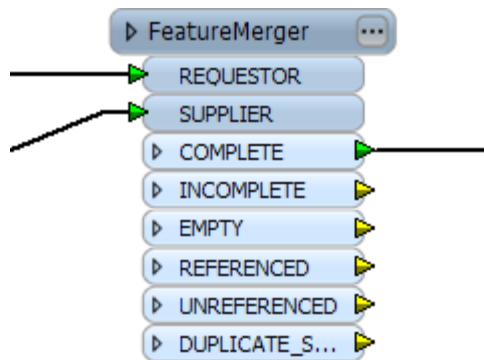 FeatureMerger
REQUESTOR
SUPPLIER
COMPLETE
INCOMPLETE
EMPTY
REFERENCED
UNREFERENCED
DUPLICATE_S...